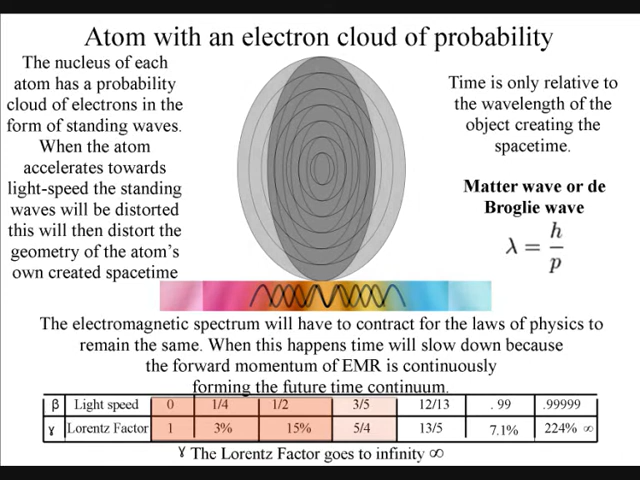 Atom with an electron cloud of probability
The nucleus of each
atom has a probability
cloud of electrons in the
form of standing waves.
When the atom
accelerates towards
light-speed the standing
waves will be distorted
this will then distort the
geometry of the atom's
own created spacetime
Time is only relative to
the wavelength of the
object creating the
spacetime.
Matter wave or de
Broglie wave
λ = h/p
The electromagnetic spectrum will have to contract for the laws of physics to
remain the same. When this happens time will slow down because
the forward momentum of EMR is continuously
forming the future time continuum.
β Light speed 0 1/4 1/2 3/5 12/13 . 99 .99999
γ Lorentz Factor 1 3% 15% 5/4 13/5 7.1% 224% ∞
γ The Lorentz Factor goes to infinity ∞